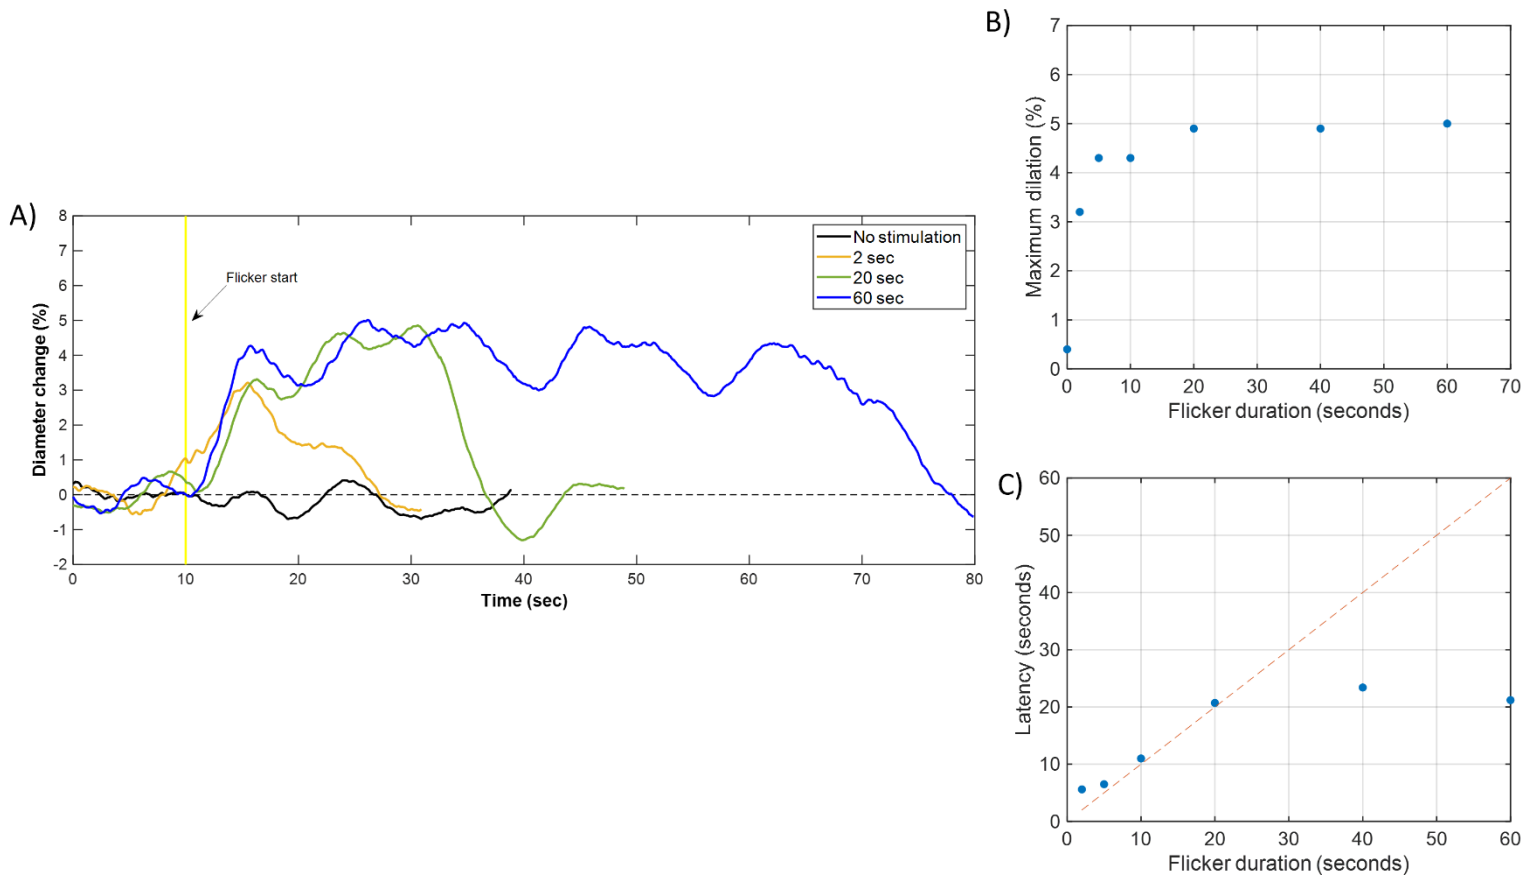 A)
8
7
6
5
4
3
2
1
0
-1
-2
Diameter change (%)
Flicker start
No stimulation
2 sec
20 sec
60 sec
0 10 20 30 40 50 60 70 80
Time (sec)
B)
7
6
5
4
3
2
1
0
Maximum dilation (%)
0 10 20 30 40 50 60 70
Flicker duration (seconds)
C)
60
50
40
30
20
10
0
Latency (seconds)
0 10 20 30 40 50 60
Flicker duration (seconds)